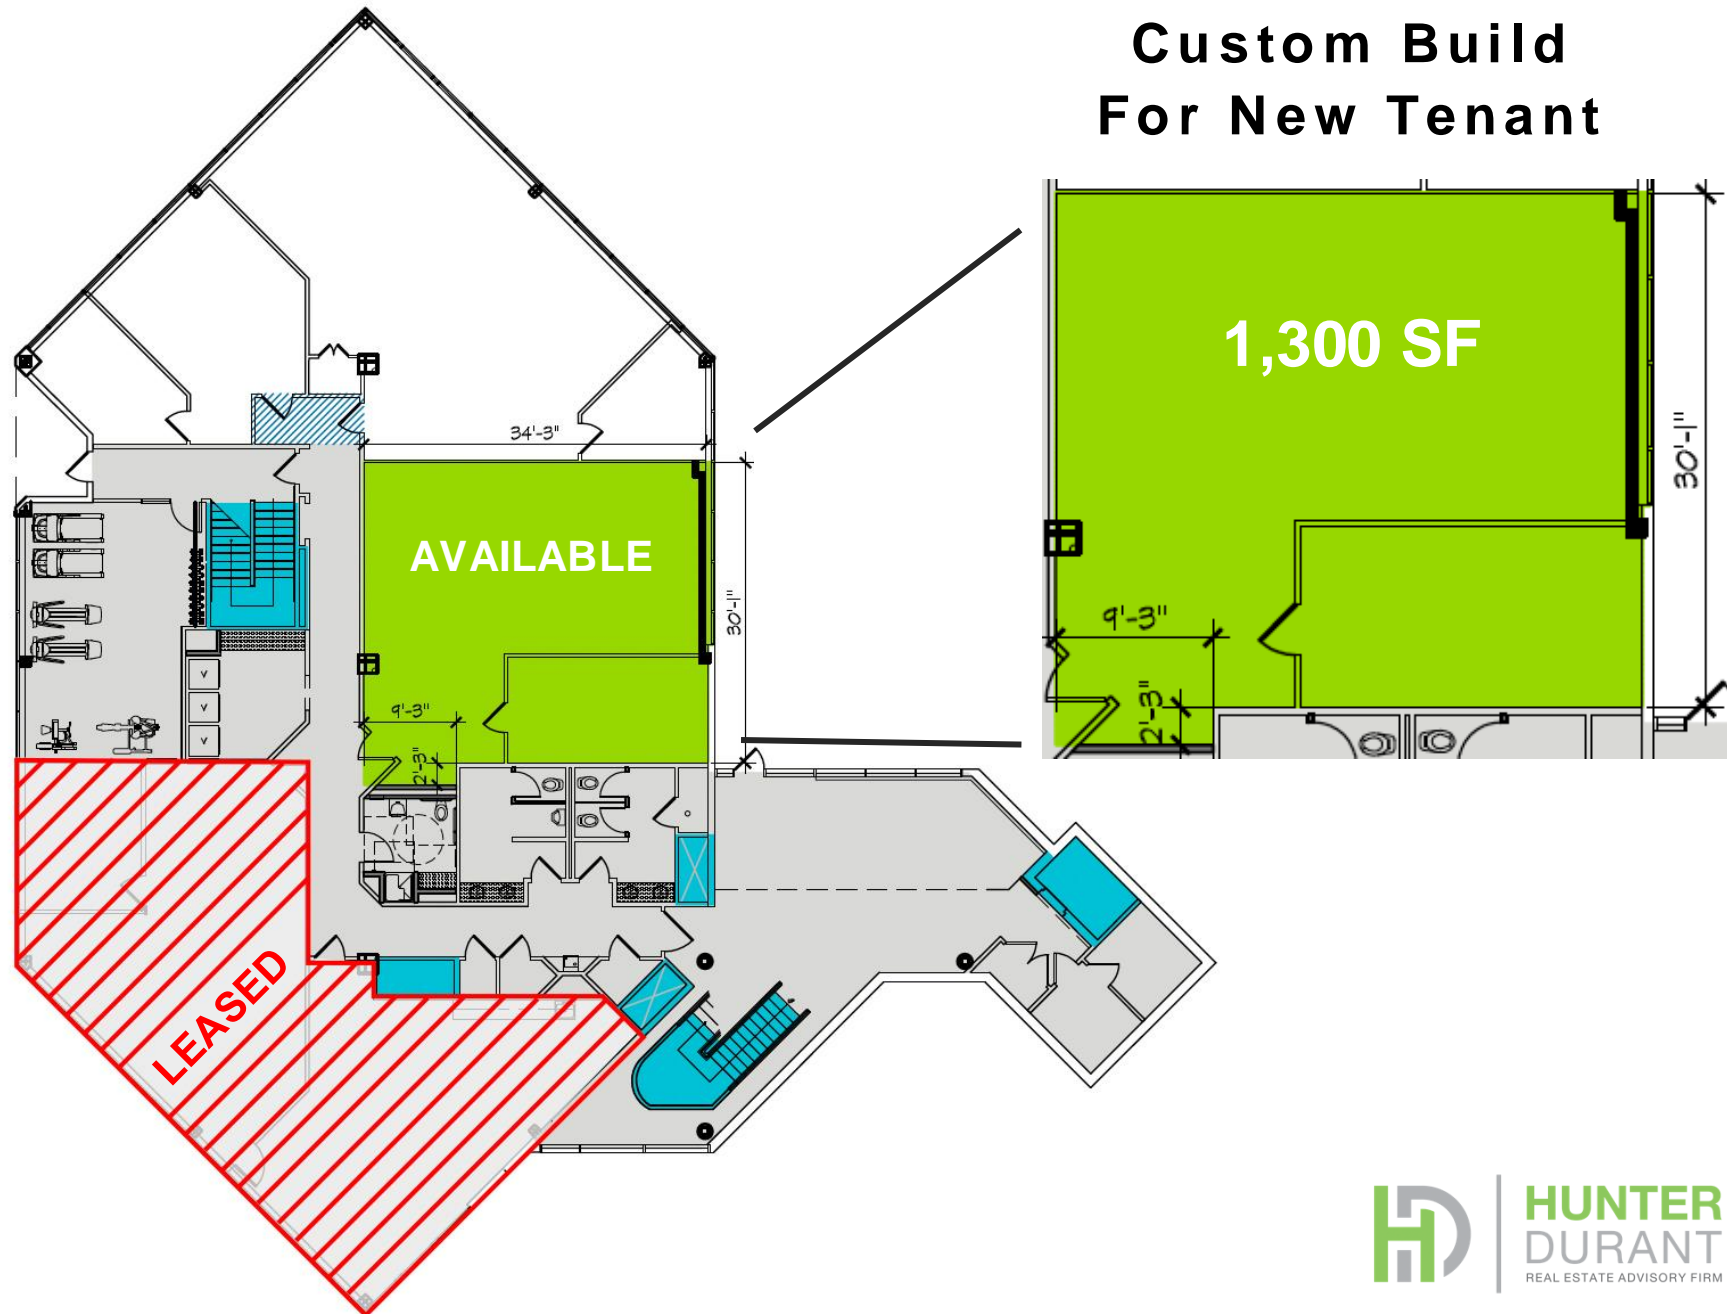 Custom Build
For New Tenant
34'-3"
AVAILABLE
30'-1"
9'-3"
2'-3"
1,300 SF
30'-1"
9'-3"
2'-3"
LEASED
HD
HUNTER
DURANT
REAL ESTATE ADVISORY FIRM